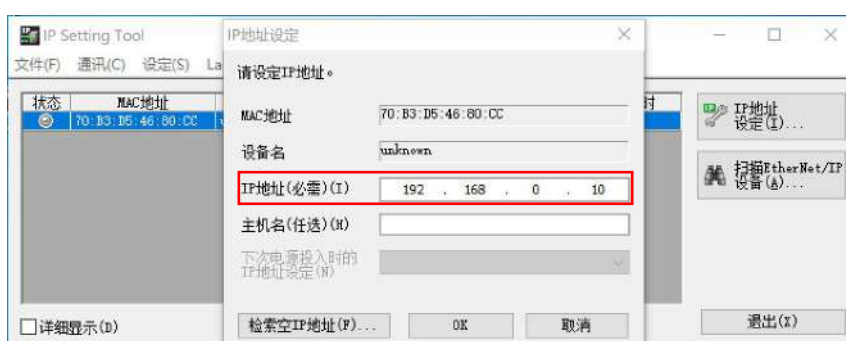 IP Setting Tool
文件(F) 通讯(C) 设定(S) La
状态 MAC地址 时
70:B3:D5:46:80:CC
IP地址设定
请设定IP地址。
MAC地址 70:B3:D5:46:80:CC
设备名 unknown
IP地址(必需)(I) 192 . 168 . 0 . 10
主机名(任选)(H)
下次电源投入时的
IP地址设定(N)
检索空IP地址(F)... OK 取消
IP地址
设定(I)...
扫描EtherNet/IP
设备(A)...
详细显示(D)
退出(X)